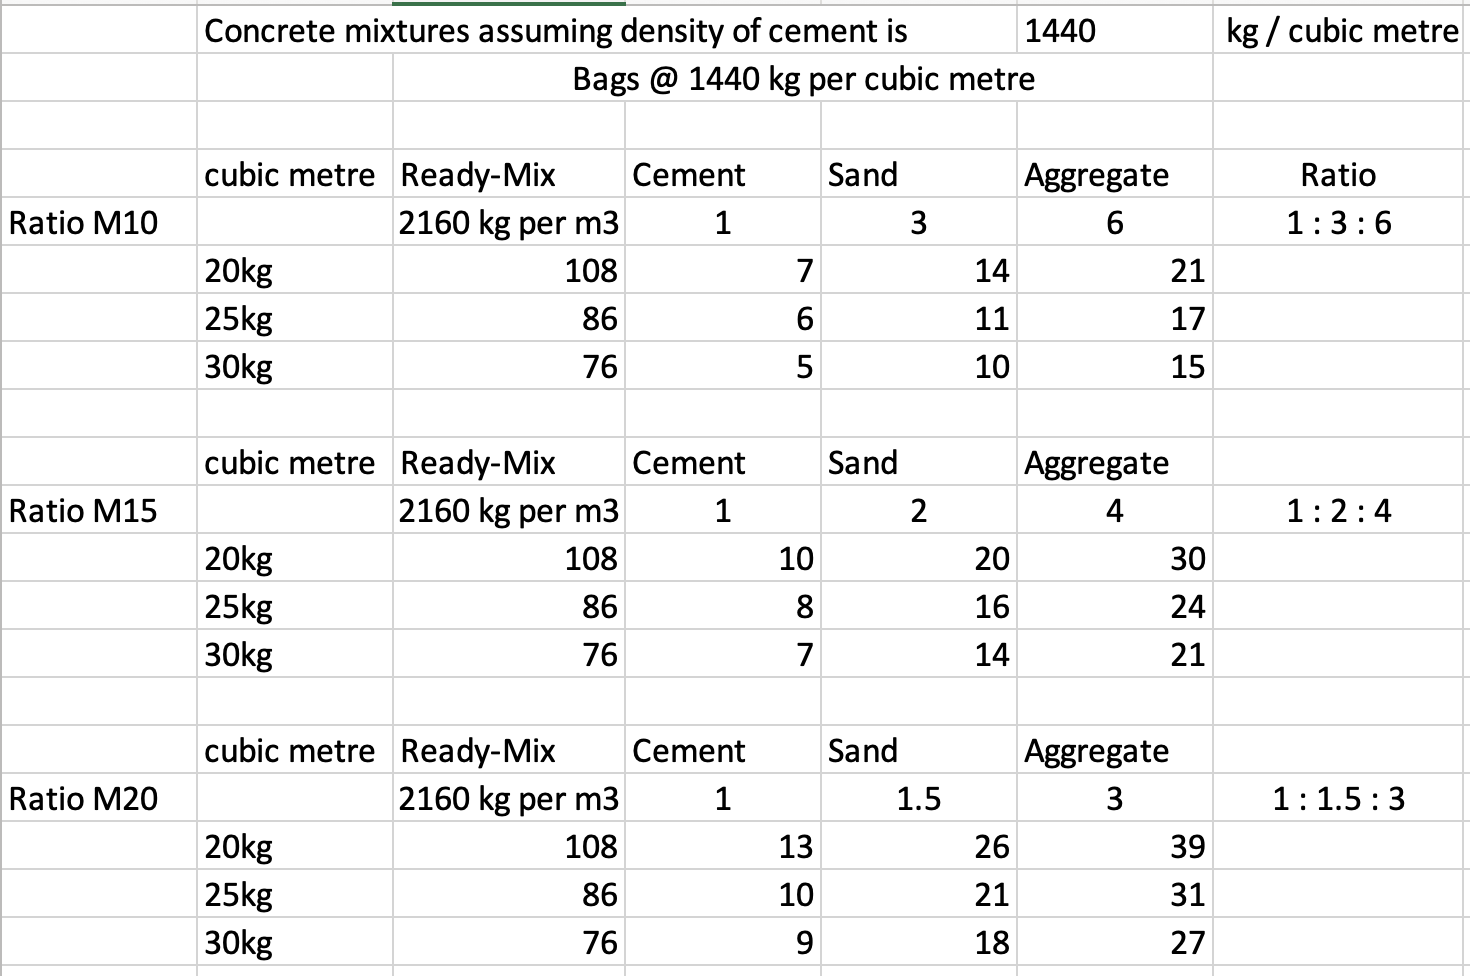 Concrete mixtures assuming density of cement is 1440 kg / cubic metre
Bags @ 1440 kg per cubic metre
cubic metre Ready-Mix Cement Sand Aggregate Ratio
Ratio M10 2160 kg per m3 1 3 6 1 : 3 : 6
20kg 108 7 14 21
25kg 86 6 11 17
30kg 76 5 10 15
cubic metre Ready-Mix Cement Sand Aggregate
Ratio M15 2160 kg per m3 1 2 4 1 : 2 : 4
20kg 108 10 20 30
25kg 86 8 16 24
30kg 76 7 14 21
cubic metre Ready-Mix Cement Sand Aggregate
Ratio M20 2160 kg per m3 1 1.5 3 1 : 1.5 : 3
20kg 108 13 26 39
25kg 86 10 21 31
30kg 76 9 18 27